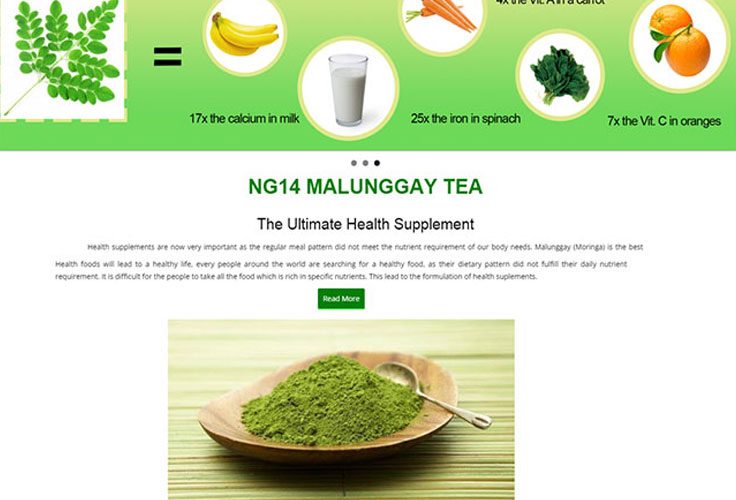 4x the Vit. A in a carrot
17x the calcium in milk
25x the iron in spinach
7x the Vit. C in oranges
NG14 MALUNGGAY TEA
The Ultimate Health Supplement
Health supplements are now very important as the regular meal pattern did not meet the nutrient requirement of our body needs. Malunggay (Moringa) is the best
Health foods will lead to a healthy life, every people around the world are searching for a healthy food, as their dietary pattern did not fulfill their daily nutrient
requirement. It is difficult for the people to take all the food which is rich in specific nutrients. This lead to the formulation of health suplements.
Read More